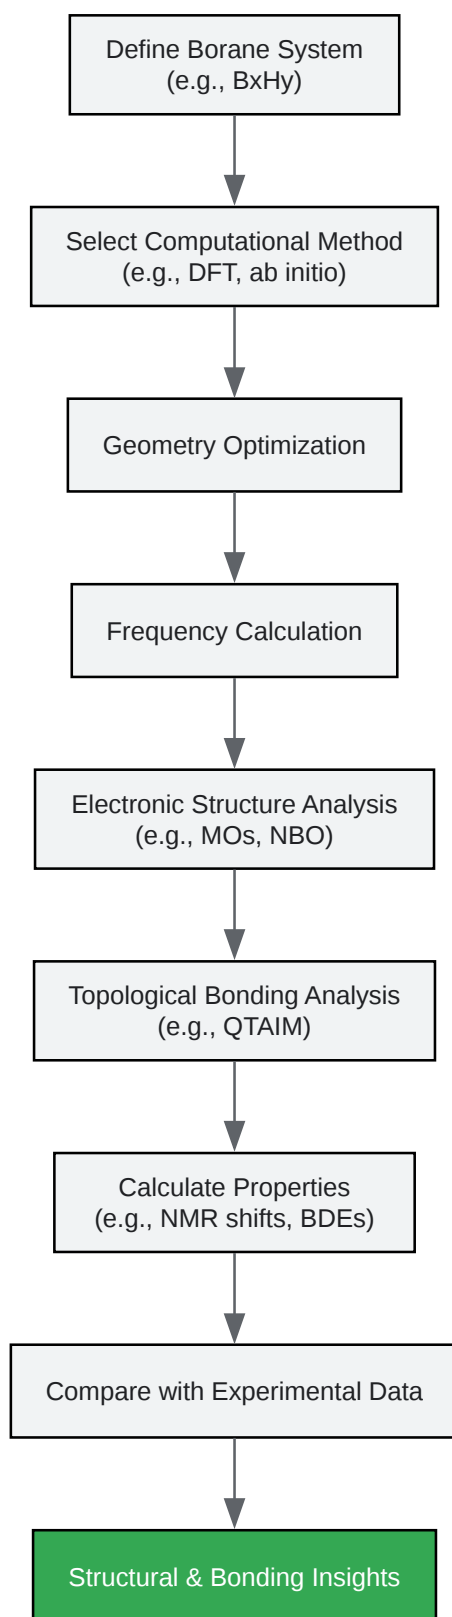 Define Borane System
(e.g., BxHy)
Select Computational Method
(e.g., DFT, ab initio)
Geometry Optimization
Frequency Calculation
Electronic Structure Analysis
(e.g., MOs, NBO)
Topological Bonding Analysis
(e.g., QTAIM)
Calculate Properties
(e.g., NMR shifts, BDEs)
Compare with Experimental Data
Structural & Bonding Insights